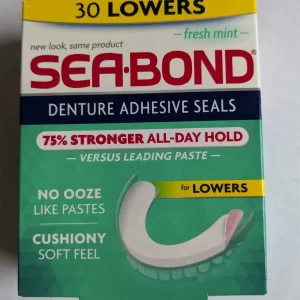 30 LOWERS
fresh mint
new look, same product
SEA·BOND®
DENTURE ADHESIVE SEALS
75% STRONGER ALL-DAY HOLD
— VERSUS LEADING PASTE —
for LOWERS
NO OOZE
LIKE PASTES
CUSHIONY
SOFT FEEL